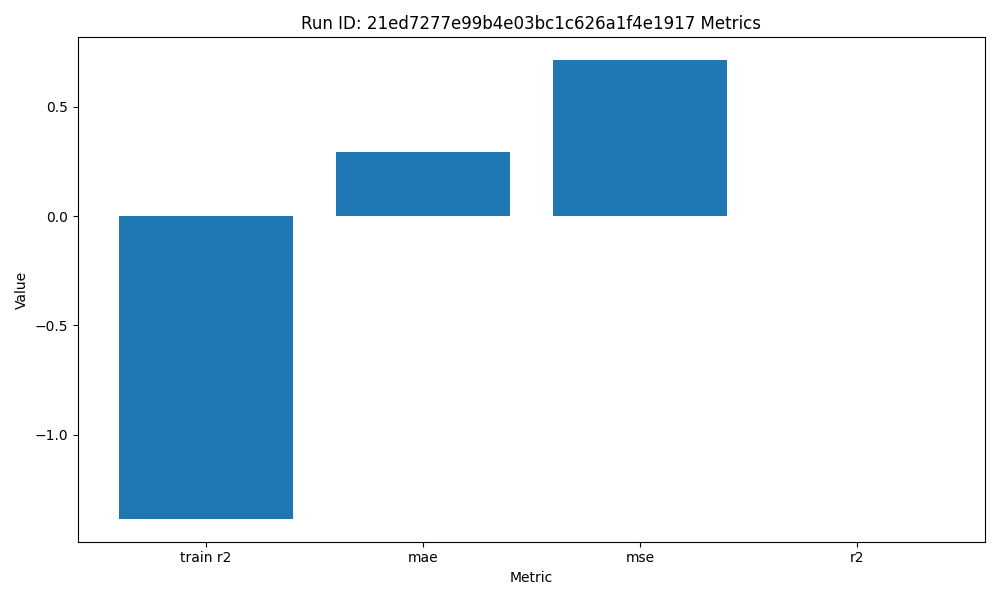 Run ID: 21ed7277e99b4e03bc1c626a1f4e1917 Metrics
0.5
0.0
−0.5
−1.0
Value
train r2
mae
mse
r2
Metric